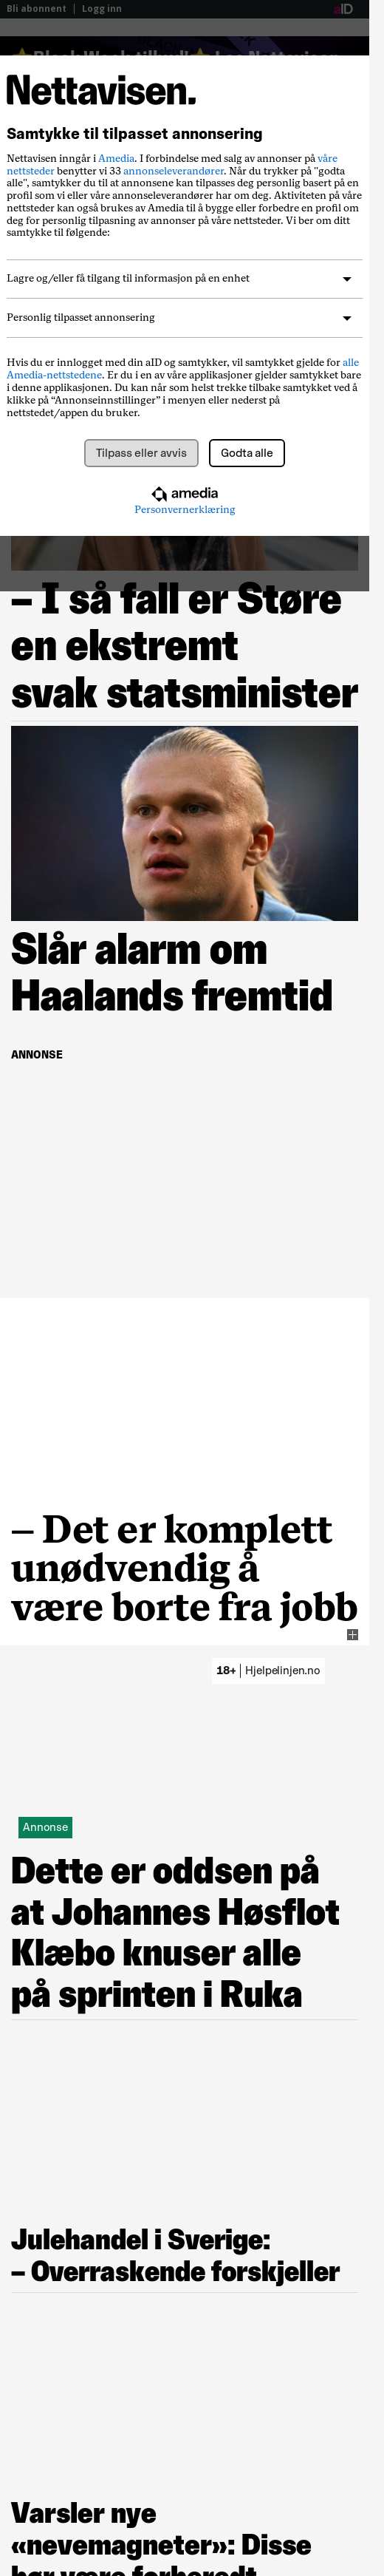 Bli abonnent | Logg inn
aID
Nettavisen.
Samtykke til tilpasset annonsering
Nettavisen inngår i Amedia. I forbindelse med salg av annonser på våre
nettsteder benytter vi 33 annonseleverandører. Når du trykker på "godta
alle", samtykker du til at annonsene kan tilpasses deg personlig basert på en
profil som vi eller våre annonseleverandører har om deg. Aktiviteten på våre
nettsteder kan også brukes av Amedia til å bygge eller forbedre en profil om
deg for personlig tilpasning av annonser på våre nettsteder. Vi ber om ditt
samtykke til følgende:
Lagre og/eller få tilgang til informasjon på en enhet
Personlig tilpasset annonsering
Hvis du er innlogget med din aID og samtykker, vil samtykket gjelde for alle
Amedia-nettstedene. Er du i en av våre applikasjoner gjelder samtykket bare
i denne applikasjonen. Du kan når som helst trekke tilbake samtykket ved å
klikke på “Annonseinnstillinger” i menyen eller nederst på
nettstedet/appen du bruker.
Tilpass eller avvis
Godta alle
amedia
Personvernerklæring
– I så fall er Støre
en ekstremt
svak statsminister
Slår alarm om
Haalands fremtid
ANNONSE
– Det er komplett
unødvendig å
være borte fra jobb
18+ | Hjelpelinjen.no
Annonse
Dette er oddsen på
at Johannes Høsflot
Klæbo knuser alle
på sprinten i Ruka
Julehandel i Sverige:
– Overraskende forskjeller
Varsler nye
«nevemagneter»: Disse
bør være forberedt